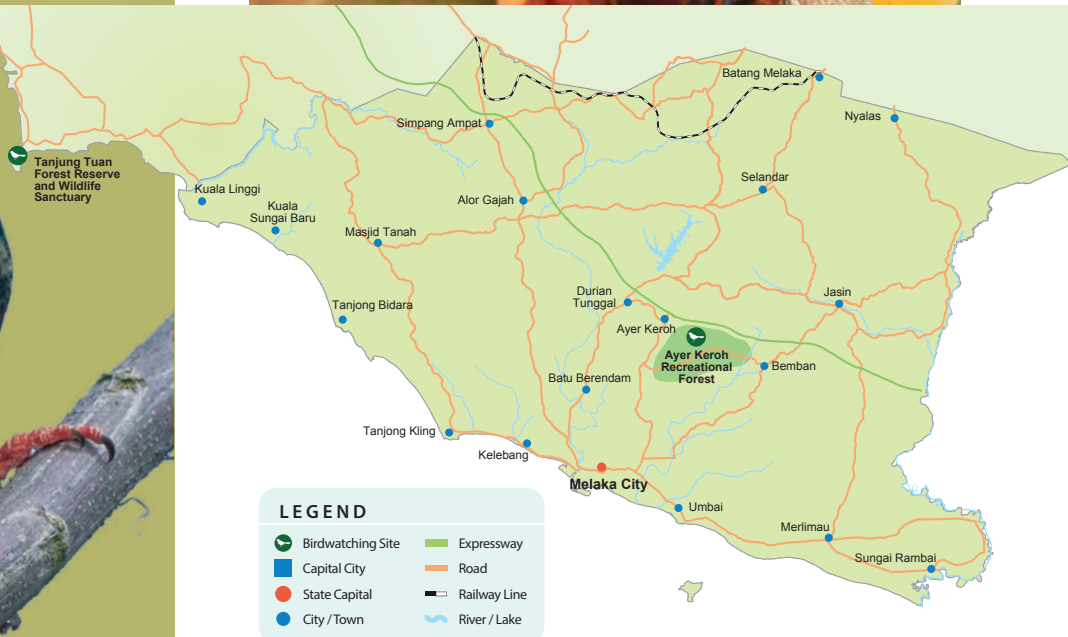 Batang Melaka
Nyalas
Simpang Ampat
Tanjung Tuan
Forest Reserve
and Wildlife
Sanctuary
Kuala Linggi
Kuala
Sungai Baru
Alor Gajah
Selandar
Masjid Tanah
Tanjong Bidara
Durian
Tunggal
Jasin
Ayer Keroh
Ayer Keroh
Recreational
Forest
Bemban
Batu Berendam
Tanjong Kling
Kelebang
Melaka City
Umbai
Merlimau
Sungai Rambai
LEGEND
Birdwatching Site
Capital City
State Capital
City / Town
Expressway
Road
Railway Line
River / Lake